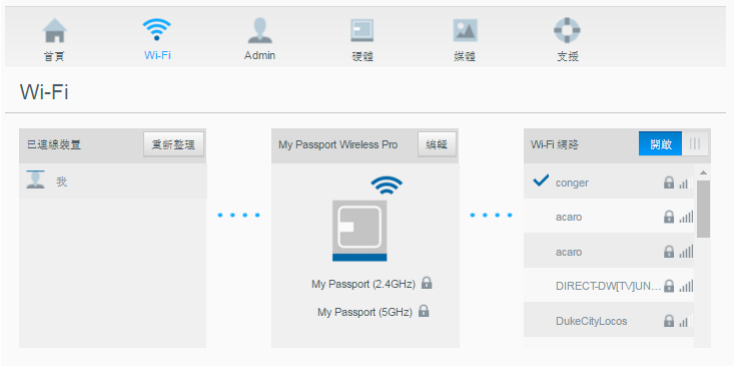 首頁
Wi-Fi
Admin
硬體
媒體
支援
Wi-Fi
已連線裝置
重新整理
我
My Passport Wireless Pro
編輯
My Passport (2.4GHz)
My Passport (5GHz)
Wi-Fi 網路
開啟
conger
acaro
acaro
DIRECT-DW[TV]UN...
DukeCityLocos